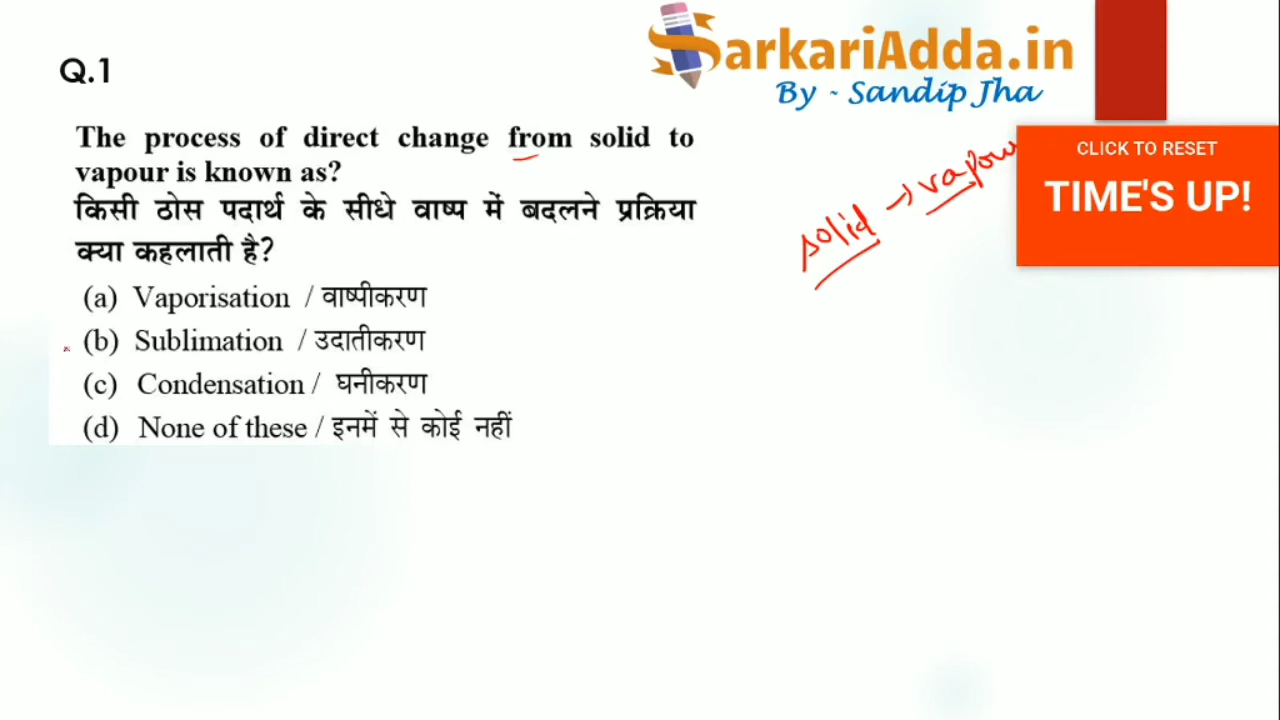 SarkariAdda.in
By - Sandip Jha
Q.1
CLICK TO RESET
TIME'S UP!
The process of direct change from solid to
vapour is known as?
किसी ठोस पदार्थ के सीधे वाष्प में बदलने प्रक्रिया
क्या कहलाती है?
(a) Vaporisation / वाष्पीकरण
(b) Sublimation / उदातीकरण
(c) Condensation / घनीकरण
(d) None of these / इनमें से कोई नहीं
solid → vapour